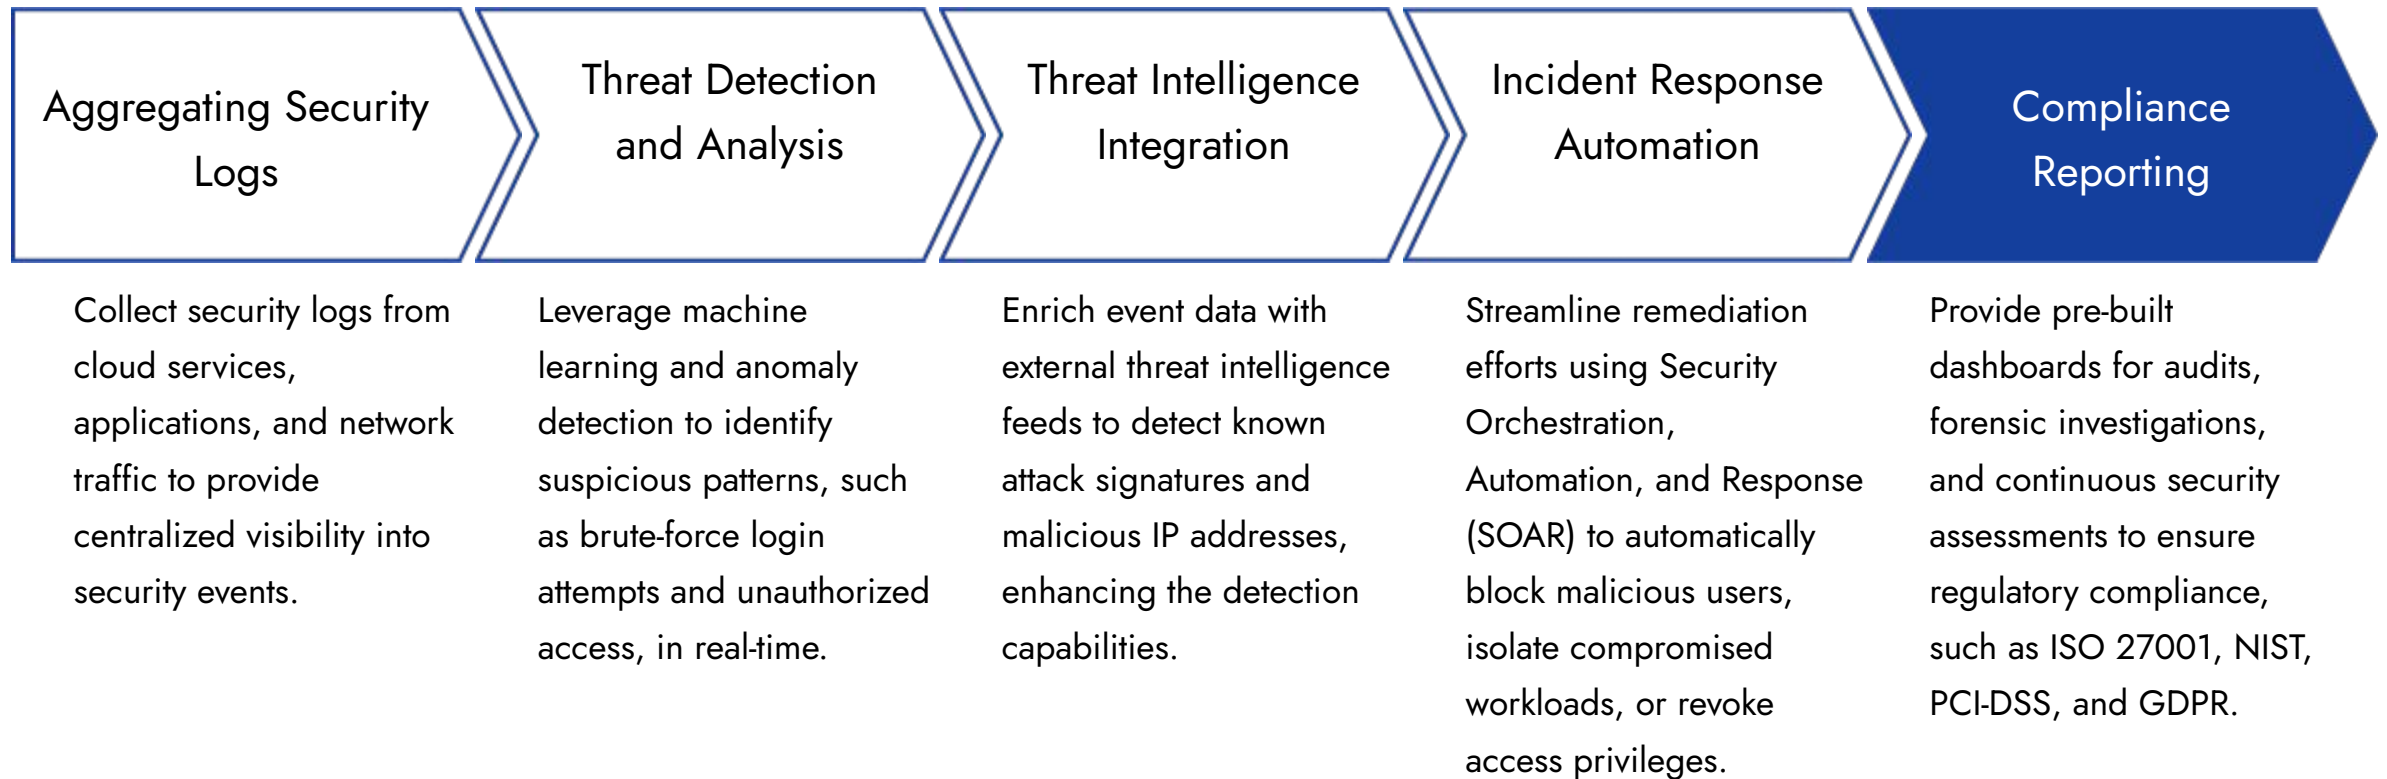 Aggregating Security
Logs
Threat Detection
and Analysis
Threat Intelligence
Integration
Incident Response
Automation
Compliance
Reporting
Collect security logs from
cloud services,
applications, and network
traffic to provide
centralized visibility into
security events.
Leverage machine
learning and anomaly
detection to identify
suspicious patterns, such
as brute-force login
attempts and unauthorized
access, in real-time.
Enrich event data with
external threat intelligence
feeds to detect known
attack signatures and
malicious IP addresses,
enhancing the detection
capabilities.
Streamline remediation
efforts using Security
Orchestration,
Automation, and Response
(SOAR) to automatically
block malicious users,
isolate compromised
workloads, or revoke
access privileges.
Provide pre-built
dashboards for audits,
forensic investigations,
and continuous security
assessments to ensure
regulatory compliance,
such as ISO 27001, NIST,
PCI-DSS, and GDPR.